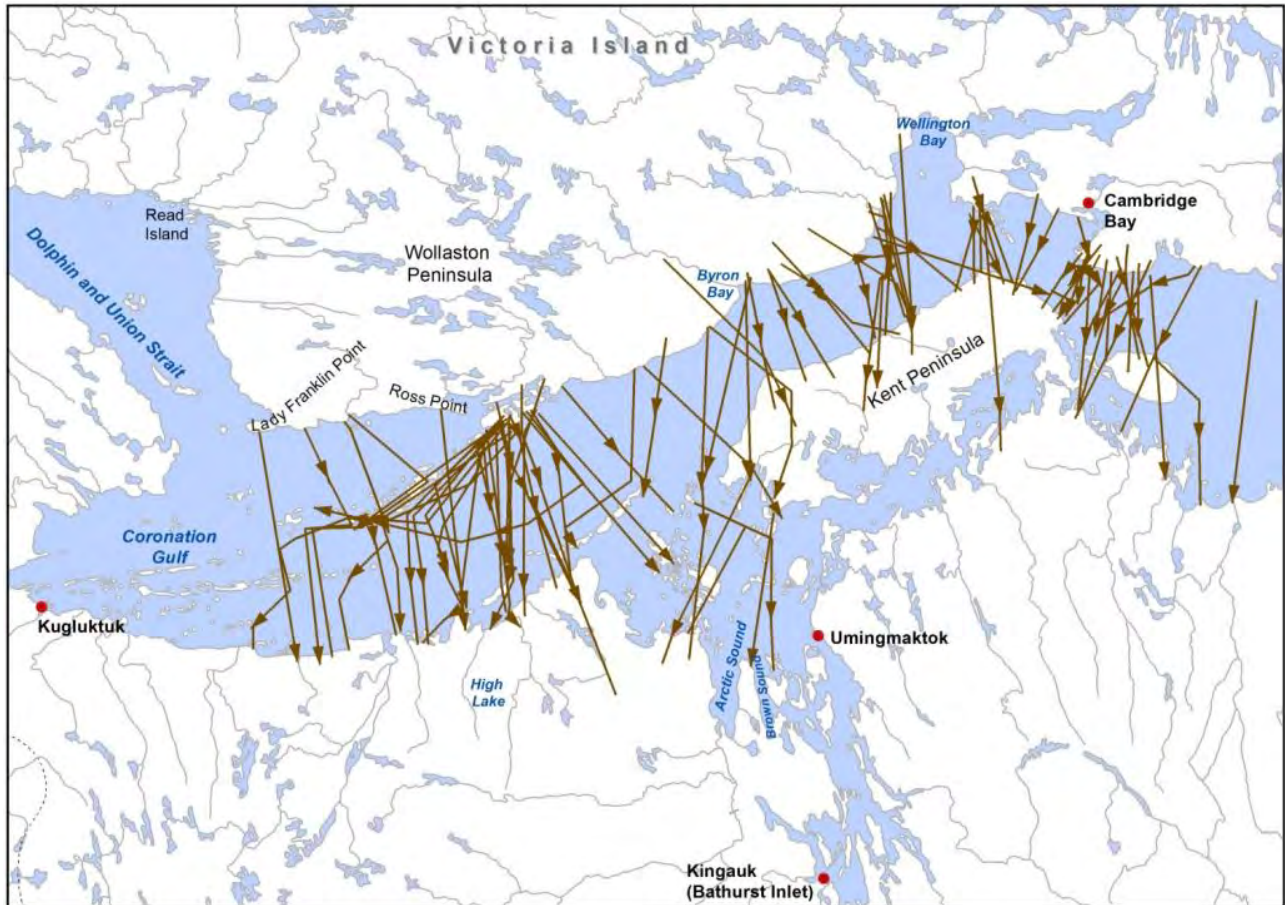 Victoria Island
Wellington
Bay
Cambridge
Bay
Read
Island
Dolphin and Union Strait
Wollaston
Peninsula
Byron
Bay
Kent Peninsula
Lady Franklin Point
Ross Point
Coronation
Gulf
Kugluktuk
Umingmaktok
Arctic Sound
Brown Sound
High
Lake
Kingauk
(Bathurst Inlet)